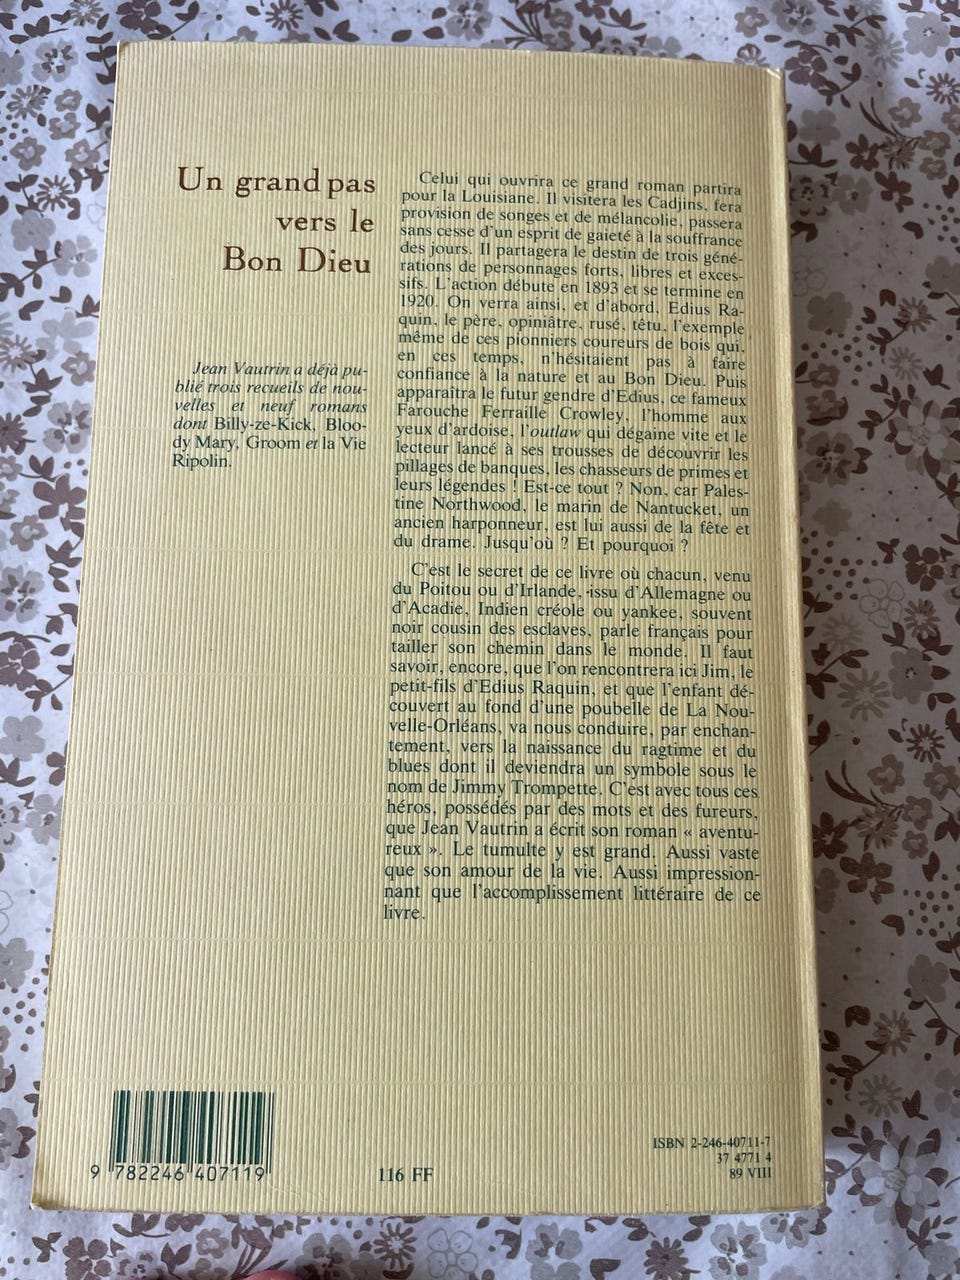 Un grand pas
vers le
Bon Dieu
Jean Vautrin a déjà pu-
blié trois recueils de nou-
velles et neuf romans
dont Billy-ze-Kick, Bloo-
dy Mary, Groom et la Vie
Ripolin.
Celui qui ouvrira ce grand roman partira
pour la Louisiane. Il visitera les Cadjins, fera
provision de songes et de mélancolie, passera
sans cesse d'un esprit de gaieté à la souffrance
des jours. Il partagera le destin de trois géné-
rations de personnages forts, libres et exces-
sifs. L'action débute en 1893 et se termine en
1920. On verra ainsi, et d'abord, Edius Ra-
quin, le père, opiniâtre, rusé, têtu, l'exemple
même de ces pionniers coureurs de bois qui,
en ces temps, n'hésitaient pas à faire
confiance à la nature et au Bon Dieu. Puis
apparaîtra le futur gendre d'Edius, ce fameux
Farouche Ferraille Crowley, l'homme aux
yeux d'ardoise, l'outlaw qui dégaine vite et le
lecteur lancé à ses trousses de découvrir les
pillages de banques, les chasseurs de primes et
leurs légendes ! Est-ce tout ? Non, car Pales-
tine Northwood, le marin de Nantucket, un
ancien harponneur, est lui aussi de la fête et
du drame. Jusqu'où ? Et pourquoi ?
C'est le secret de ce livre où chacun, venu
du Poitou ou d'Irlande, issu d'Allemagne ou
d'Acadie, Indien créole ou yankee, souvent
noir cousin des esclaves, parle français pour
tailler son chemin dans le monde. Il faut
savoir, encore, que l'on rencontrera ici Jim, le
petit-fils d'Edius Raquin, et que l'enfant dé-
couvert au fond d'une poubelle de La Nou-
velle-Orléans, va nous conduire, par enchan-
tement, vers la naissance du ragtime et du
blues dont il deviendra un symbole sous le
nom de Jimmy Trompette. C'est avec tous ces
héros, possédés par des mots et des fureurs,
que Jean Vautrin a écrit son roman « aventu-
reux ». Le tumulte y est grand. Aussi vaste
que son amour de la vie. Aussi impression-
nant que l'accomplissement littéraire de ce
livre.
9 782246 407119
116 FF
ISBN 2-246-40711-7
37 4771 4
89 VIII